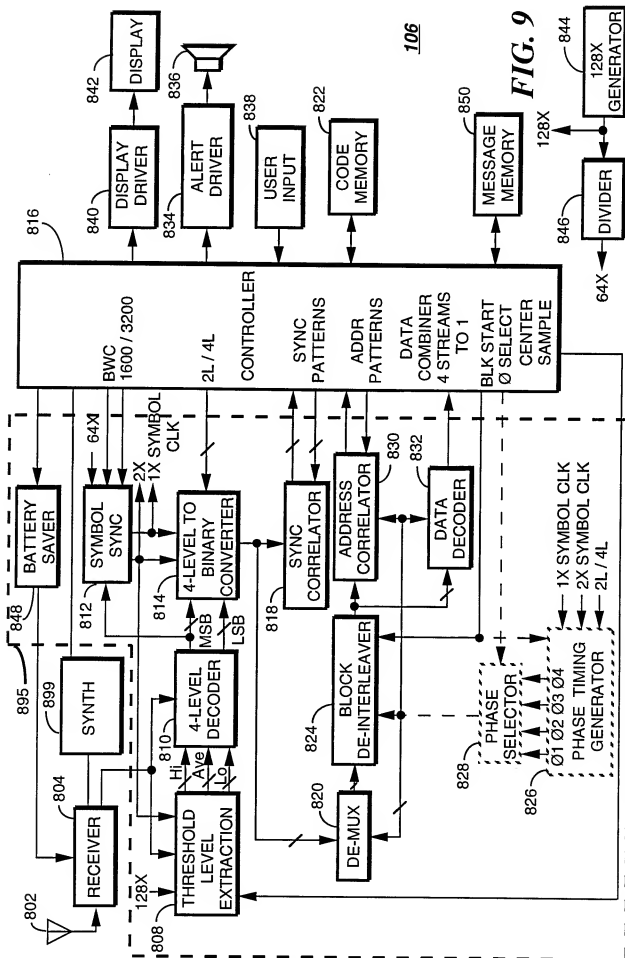 802
804
RECEIVER
899
SYNTH
895
848
BATTERY
SAVER
816
BWC
1600 / 3200
2L / 4L
CONTROLLER
SYNC
PATTERNS
ADDR
PATTERNS
DATA
COMBINER
4 STREAMS
TO 1
BLK START
Ø SELECT
CENTER
SAMPLE
840
DISPLAY
DRIVER
842
DISPLAY
834
ALERT
DRIVER
836
838
USER
INPUT
822
CODE
MEMORY
850
MESSAGE
MEMORY
106
FIG. 9
128X
844
128X
GENERATOR
846
DIVIDER
64X
812
SYMBOL
SYNC
64X
2X
1X SYMBOL
CLK
128X
808
THRESHOLD
LEVEL
EXTRACTION
Hi
Ave
Lo
810
4-LEVEL
DECODER
MSB
LSB
814
4-LEVEL TO
BINARY
CONVERTER
818
SYNC
CORRELATOR
820
DE-MUX
824
BLOCK
DE-INTERLEAVER
830
ADDRESS
CORRELATOR
832
DATA
DECODER
828
PHASE
SELECTOR
826
Ø1 Ø2 Ø3 Ø4
PHASE TIMING
GENERATOR
1X SYMBOL CLK
2X SYMBOL CLK
2L / 4L